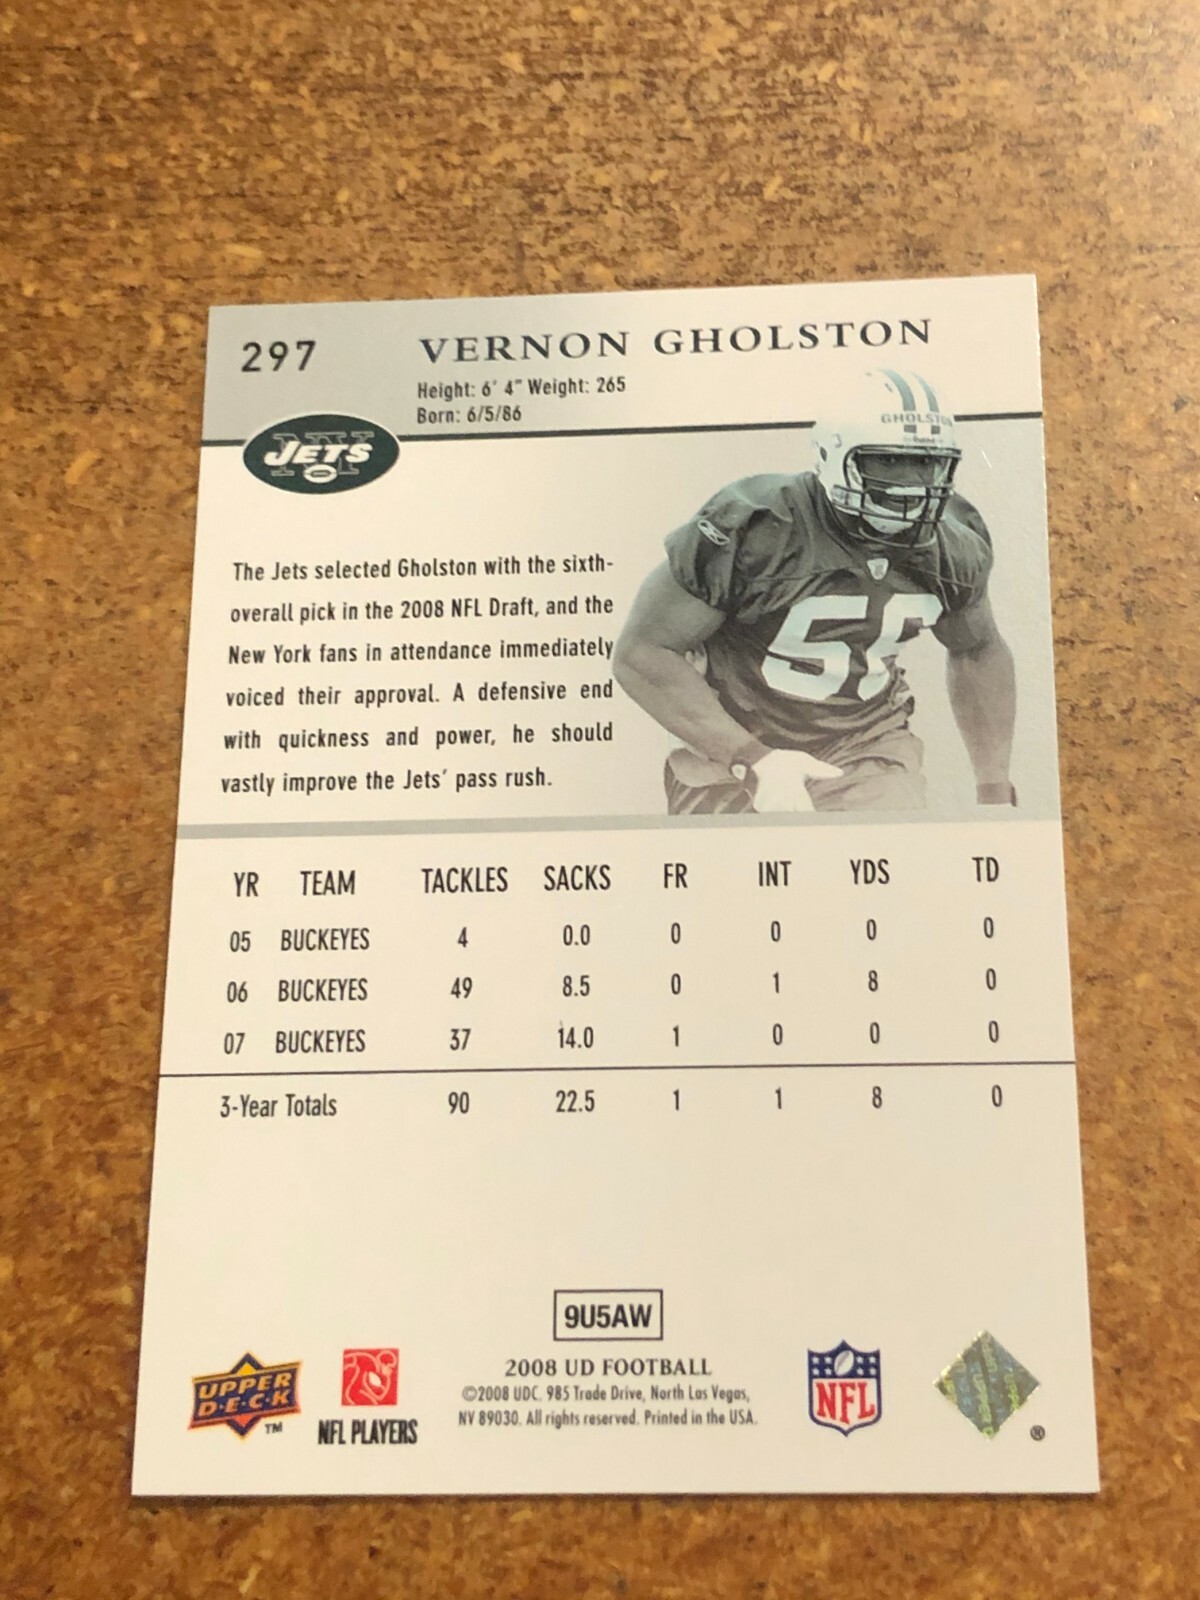 297
VERNON GHOLSTON
Height: 6' 4" Weight: 265
Born: 6/5/86
NY
JETS
GHOLSTON
The Jets selected Gholston with the sixth-
overall pick in the 2008 NFL Draft, and the
New York fans in attendance immediately
voiced their approval. A defensive end
with quickness and power, he should
vastly improve the Jets' pass rush.
YR TEAM TACKLES SACKS FR INT YDS TD
05 BUCKEYES 4 0.0 0 0 0 0
06 BUCKEYES 49 8.5 0 1 8 0
07 BUCKEYES 37 14.0 1 0 0 0
3-Year Totals 90 22.5 1 1 8 0
9U5AW
UPPER
D·E·C·K
TM
NFL PLAYERS
2008 UD FOOTBALL
©2008 UDC. 985 Trade Drive, North Las Vegas,
NV 89030. All rights reserved. Printed in the USA.
NFL
®